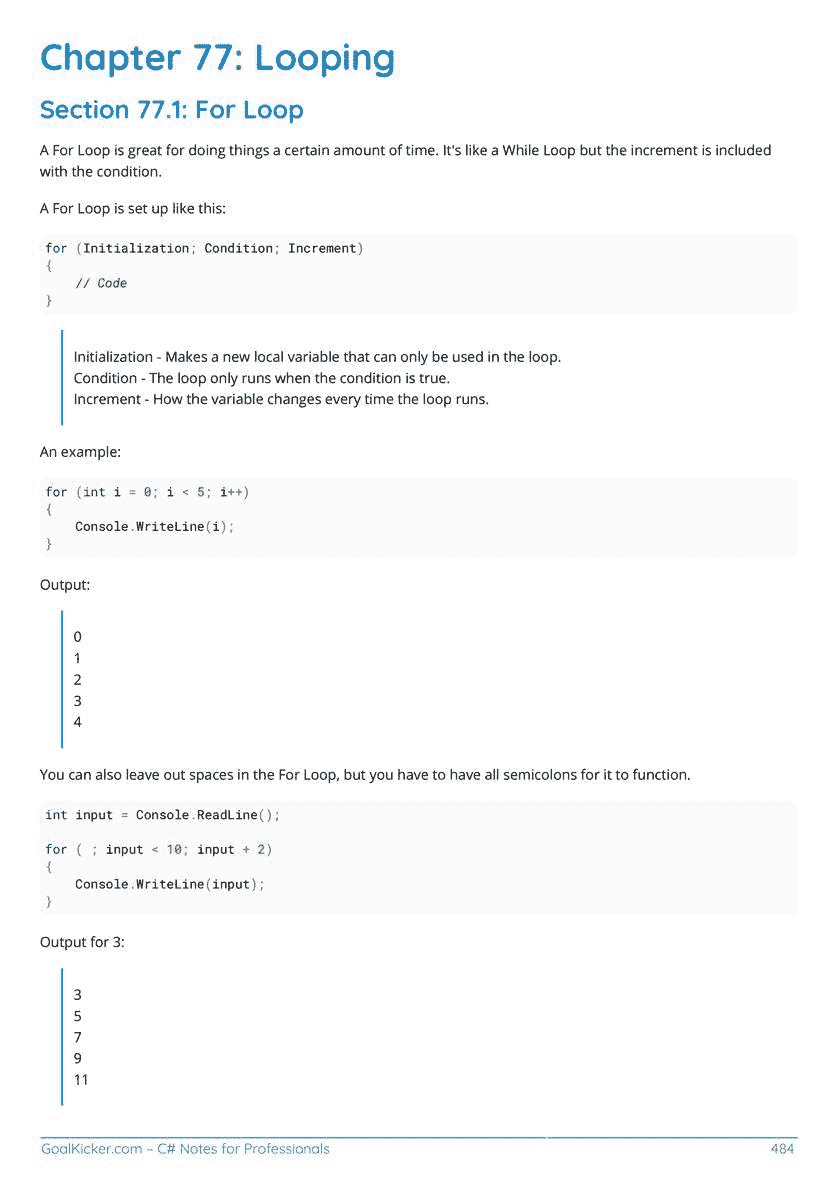 Chapter 77: Looping
Section 77.1: For Loop
A For Loop is great for doing things a certain amount of time. It's like a While Loop but the increment is included
with the condition.
A For Loop is set up like this:
for (Initialization; Condition; Increment)
{
    // Code
}
Initialization - Makes a new local variable that can only be used in the loop.
Condition - The loop only runs when the condition is true.
Increment - How the variable changes every time the loop runs.
An example:
for (int i = 0; i < 5; i++)
{
    Console.WriteLine(i);
}
Output:
0
1
2
3
4
You can also leave out spaces in the For Loop, but you have to have all semicolons for it to function.
int input = Console.ReadLine();
for ( ; input < 10; input + 2)
{
    Console.WriteLine(input);
}
Output for 3:
3
5
7
9
11
GoalKicker.com – C# Notes for Professionals 484